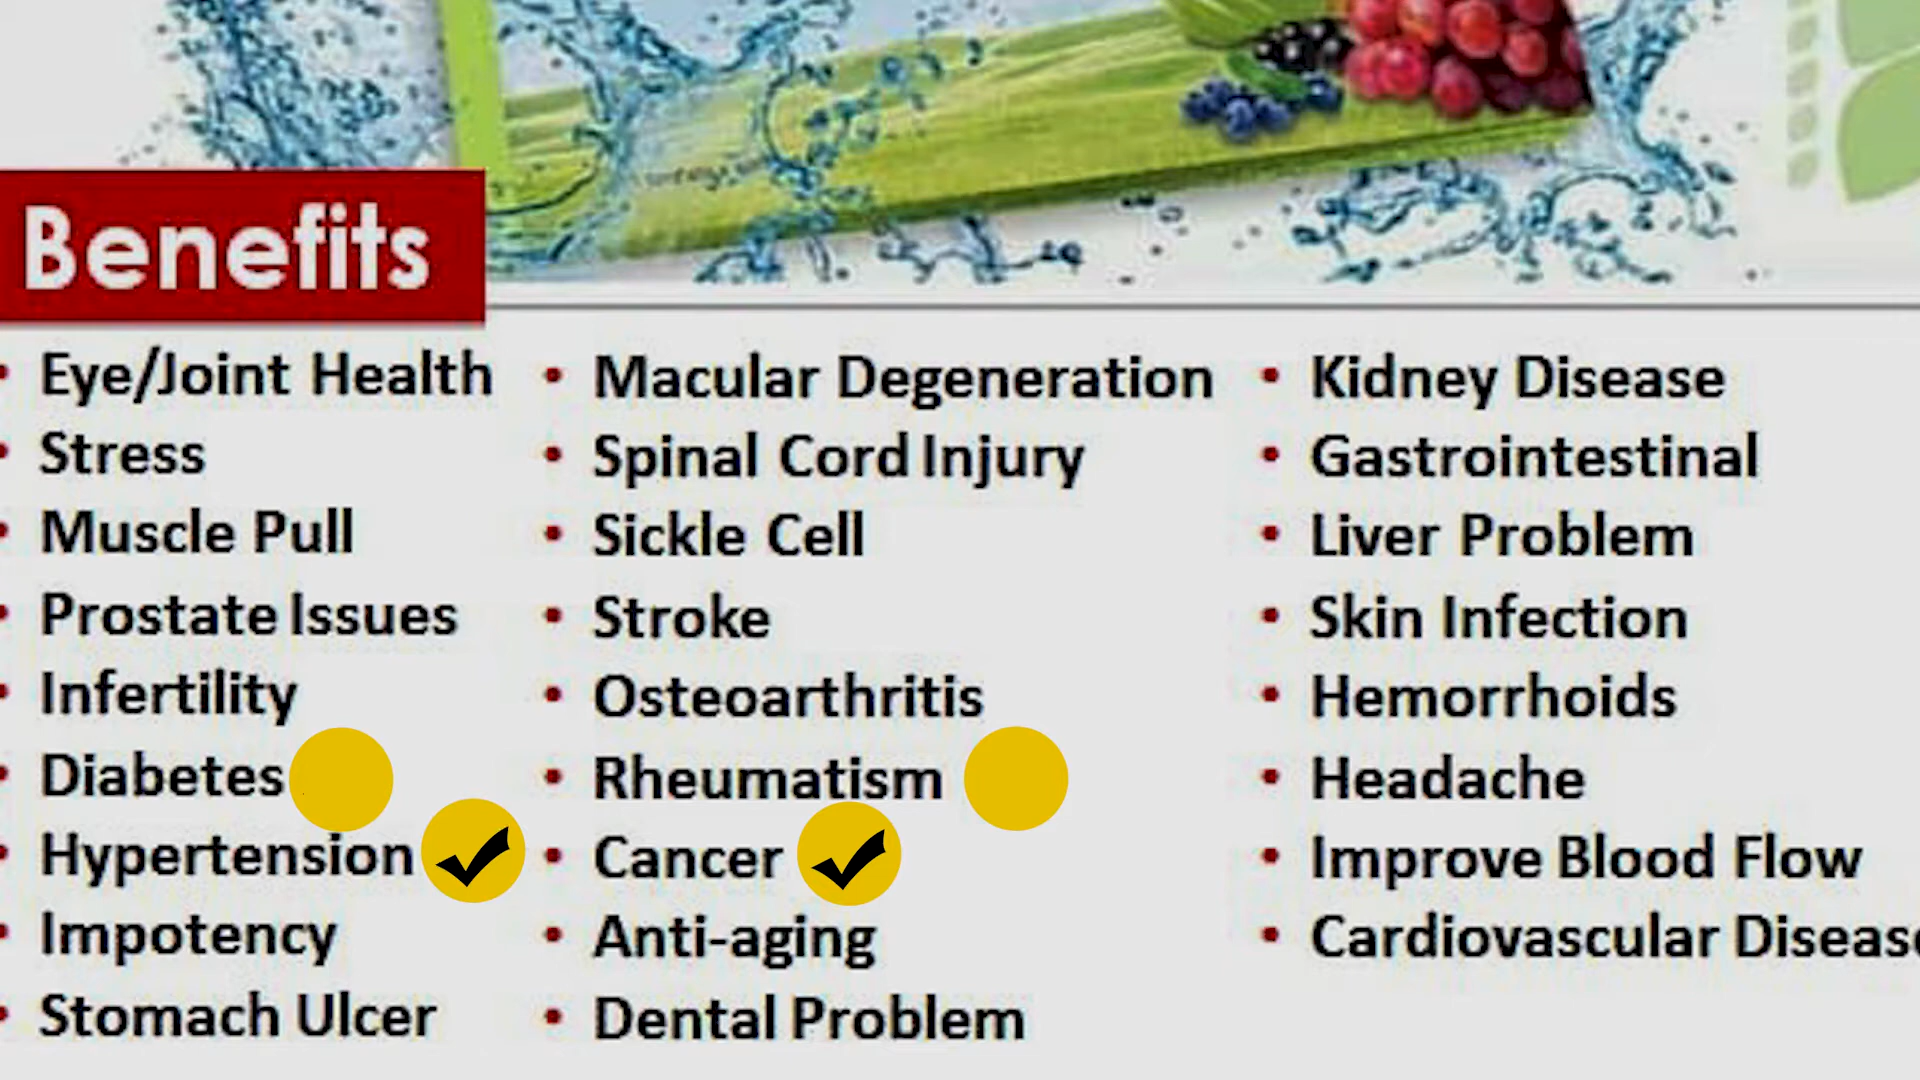 Benefits
• Eye/Joint Health
• Stress
• Muscle Pull
• Prostate Issues
• Infertility
• Diabetes
• Hypertension
• Impotency
• Stomach Ulcer
• Macular Degeneration
• Spinal Cord Injury
• Sickle Cell
• Stroke
• Osteoarthritis
• Rheumatism
• Cancer
• Anti-aging
• Dental Problem
• Kidney Disease
• Gastrointestinal
• Liver Problem
• Skin Infection
• Hemorrhoids
• Headache
• Improve Blood Flow
• Cardiovascular Disease